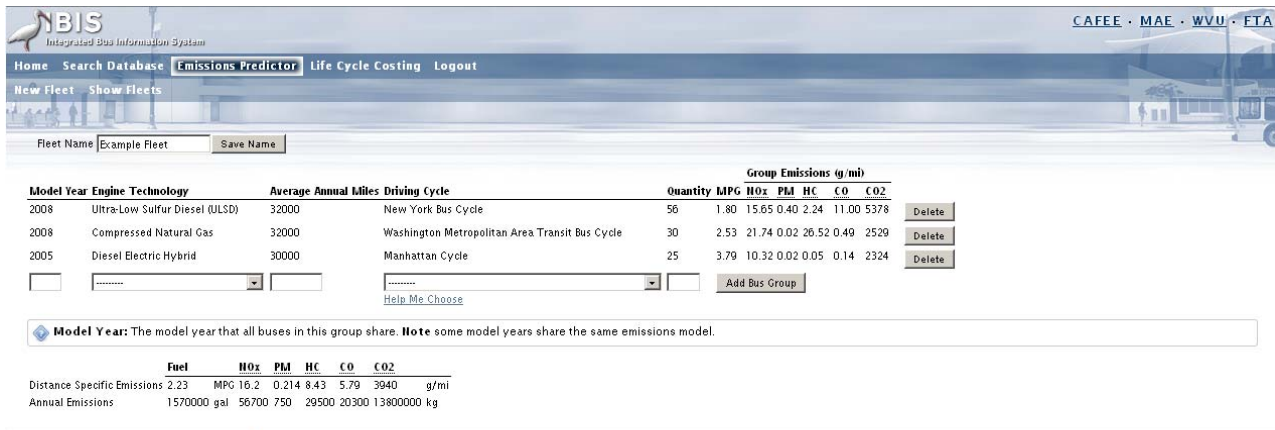 IBIS
Integrated Bus Information System
CAFEE · MAE · WVU · FTA
Home Search Database Emissions Predictor Life Cycle Costing Logout
New Fleet Show Fleets
Fleet Name Example Fleet Save Name
Group Emissions (g/mi)
Model Year Engine Technology Average Annual Miles Driving Cycle Quantity MPG NOx PM HC CO CO2
2008 Ultra-Low Sulfur Diesel (ULSD) 32000 New York Bus Cycle 56 1.80 15.65 0.40 2.24 11.00 5378 Delete
2008 Compressed Natural Gas 32000 Washington Metropolitan Area Transit Bus Cycle 30 2.53 21.74 0.02 26.52 0.49 2529 Delete
2005 Diesel Electric Hybrid 30000 Manhattan Cycle 25 3.79 10.32 0.02 0.05 0.14 2324 Delete
--------- --------- Add Bus Group
Help Me Choose
Model Year: The model year that all buses in this group share. Note some model years share the same emissions model.
Fuel NOx PM HC CO CO2
Distance Specific Emissions 2.23 MPG 16.2 0.214 8.43 5.79 3940 g/mi
Annual Emissions 1570000 gal 56700 750 29500 20300 13800000 kg